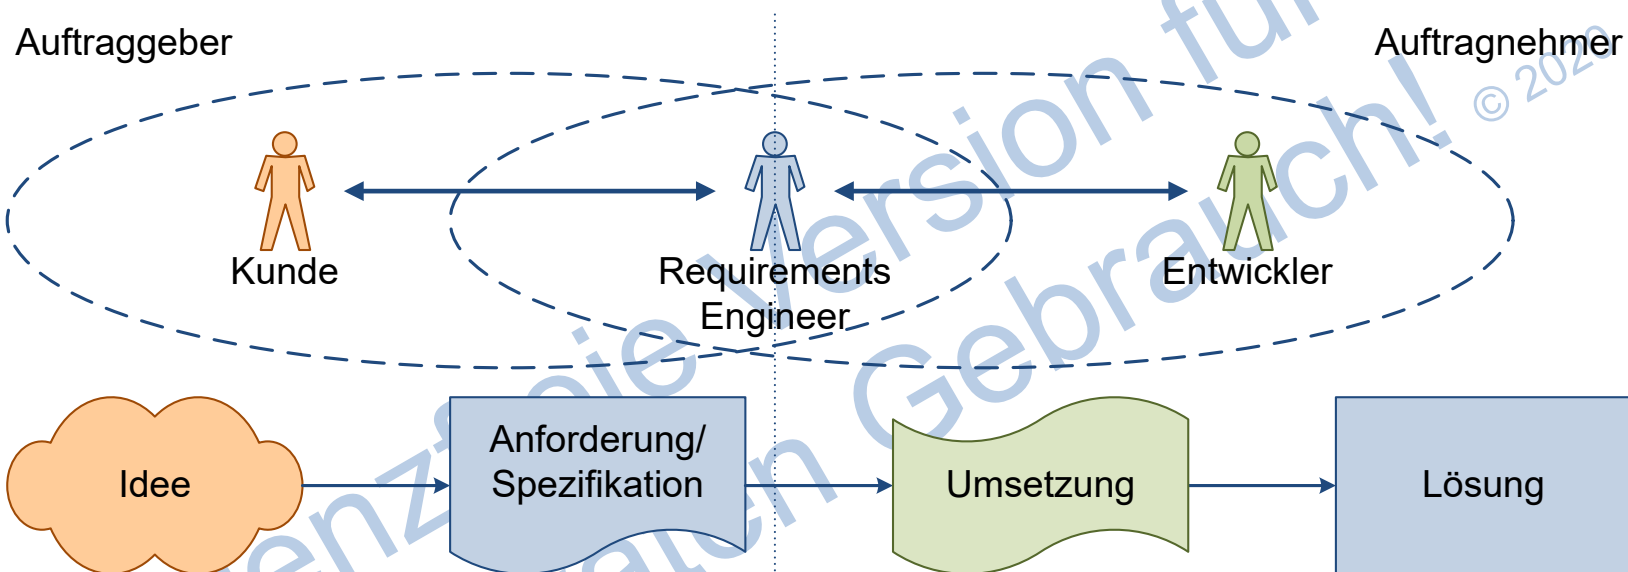 Auftraggeber
Auftragnehmer
© 2020
Version für
Gebrauch!
Kunde
Requirements
Engineer
Entwickler
Idee
Anforderung/
Spezifikation
Umsetzung
Lösung